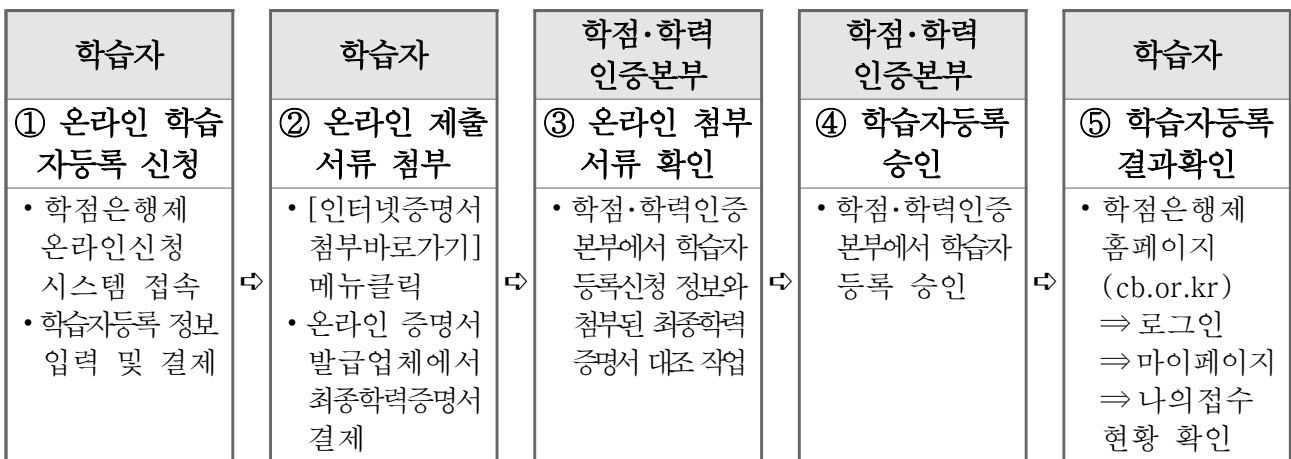 학습자
① 온라인 학습
자등록 신청
• 학점은행제
온라인신청
시스템 접속
• 학습자등록 정보
입력 및 결제
➪
학습자
② 온라인 제출
서류 첨부
• [인터넷증명서
첨부바로가기]
메뉴클릭
• 온라인 증명서
발급업체에서
최종학력증명서
결제
➪
학점·학력
인증본부
③ 온라인 첨부
서류 확인
• 학점·학력인증
본부에서 학습자
등록신청 정보와
첨부된 최종학력
증명서 대조 작업
➪
학점·학력
인증본부
④ 학습자등록
승인
• 학점·학력인증
본부에서 학습자
등록 승인
➪
학습자
⑤ 학습자등록
결과확인
• 학점은행제
홈페이지
(cb.or.kr)
⇒ 로그인
⇒ 마이페이지
⇒ 나의접수
현황 확인